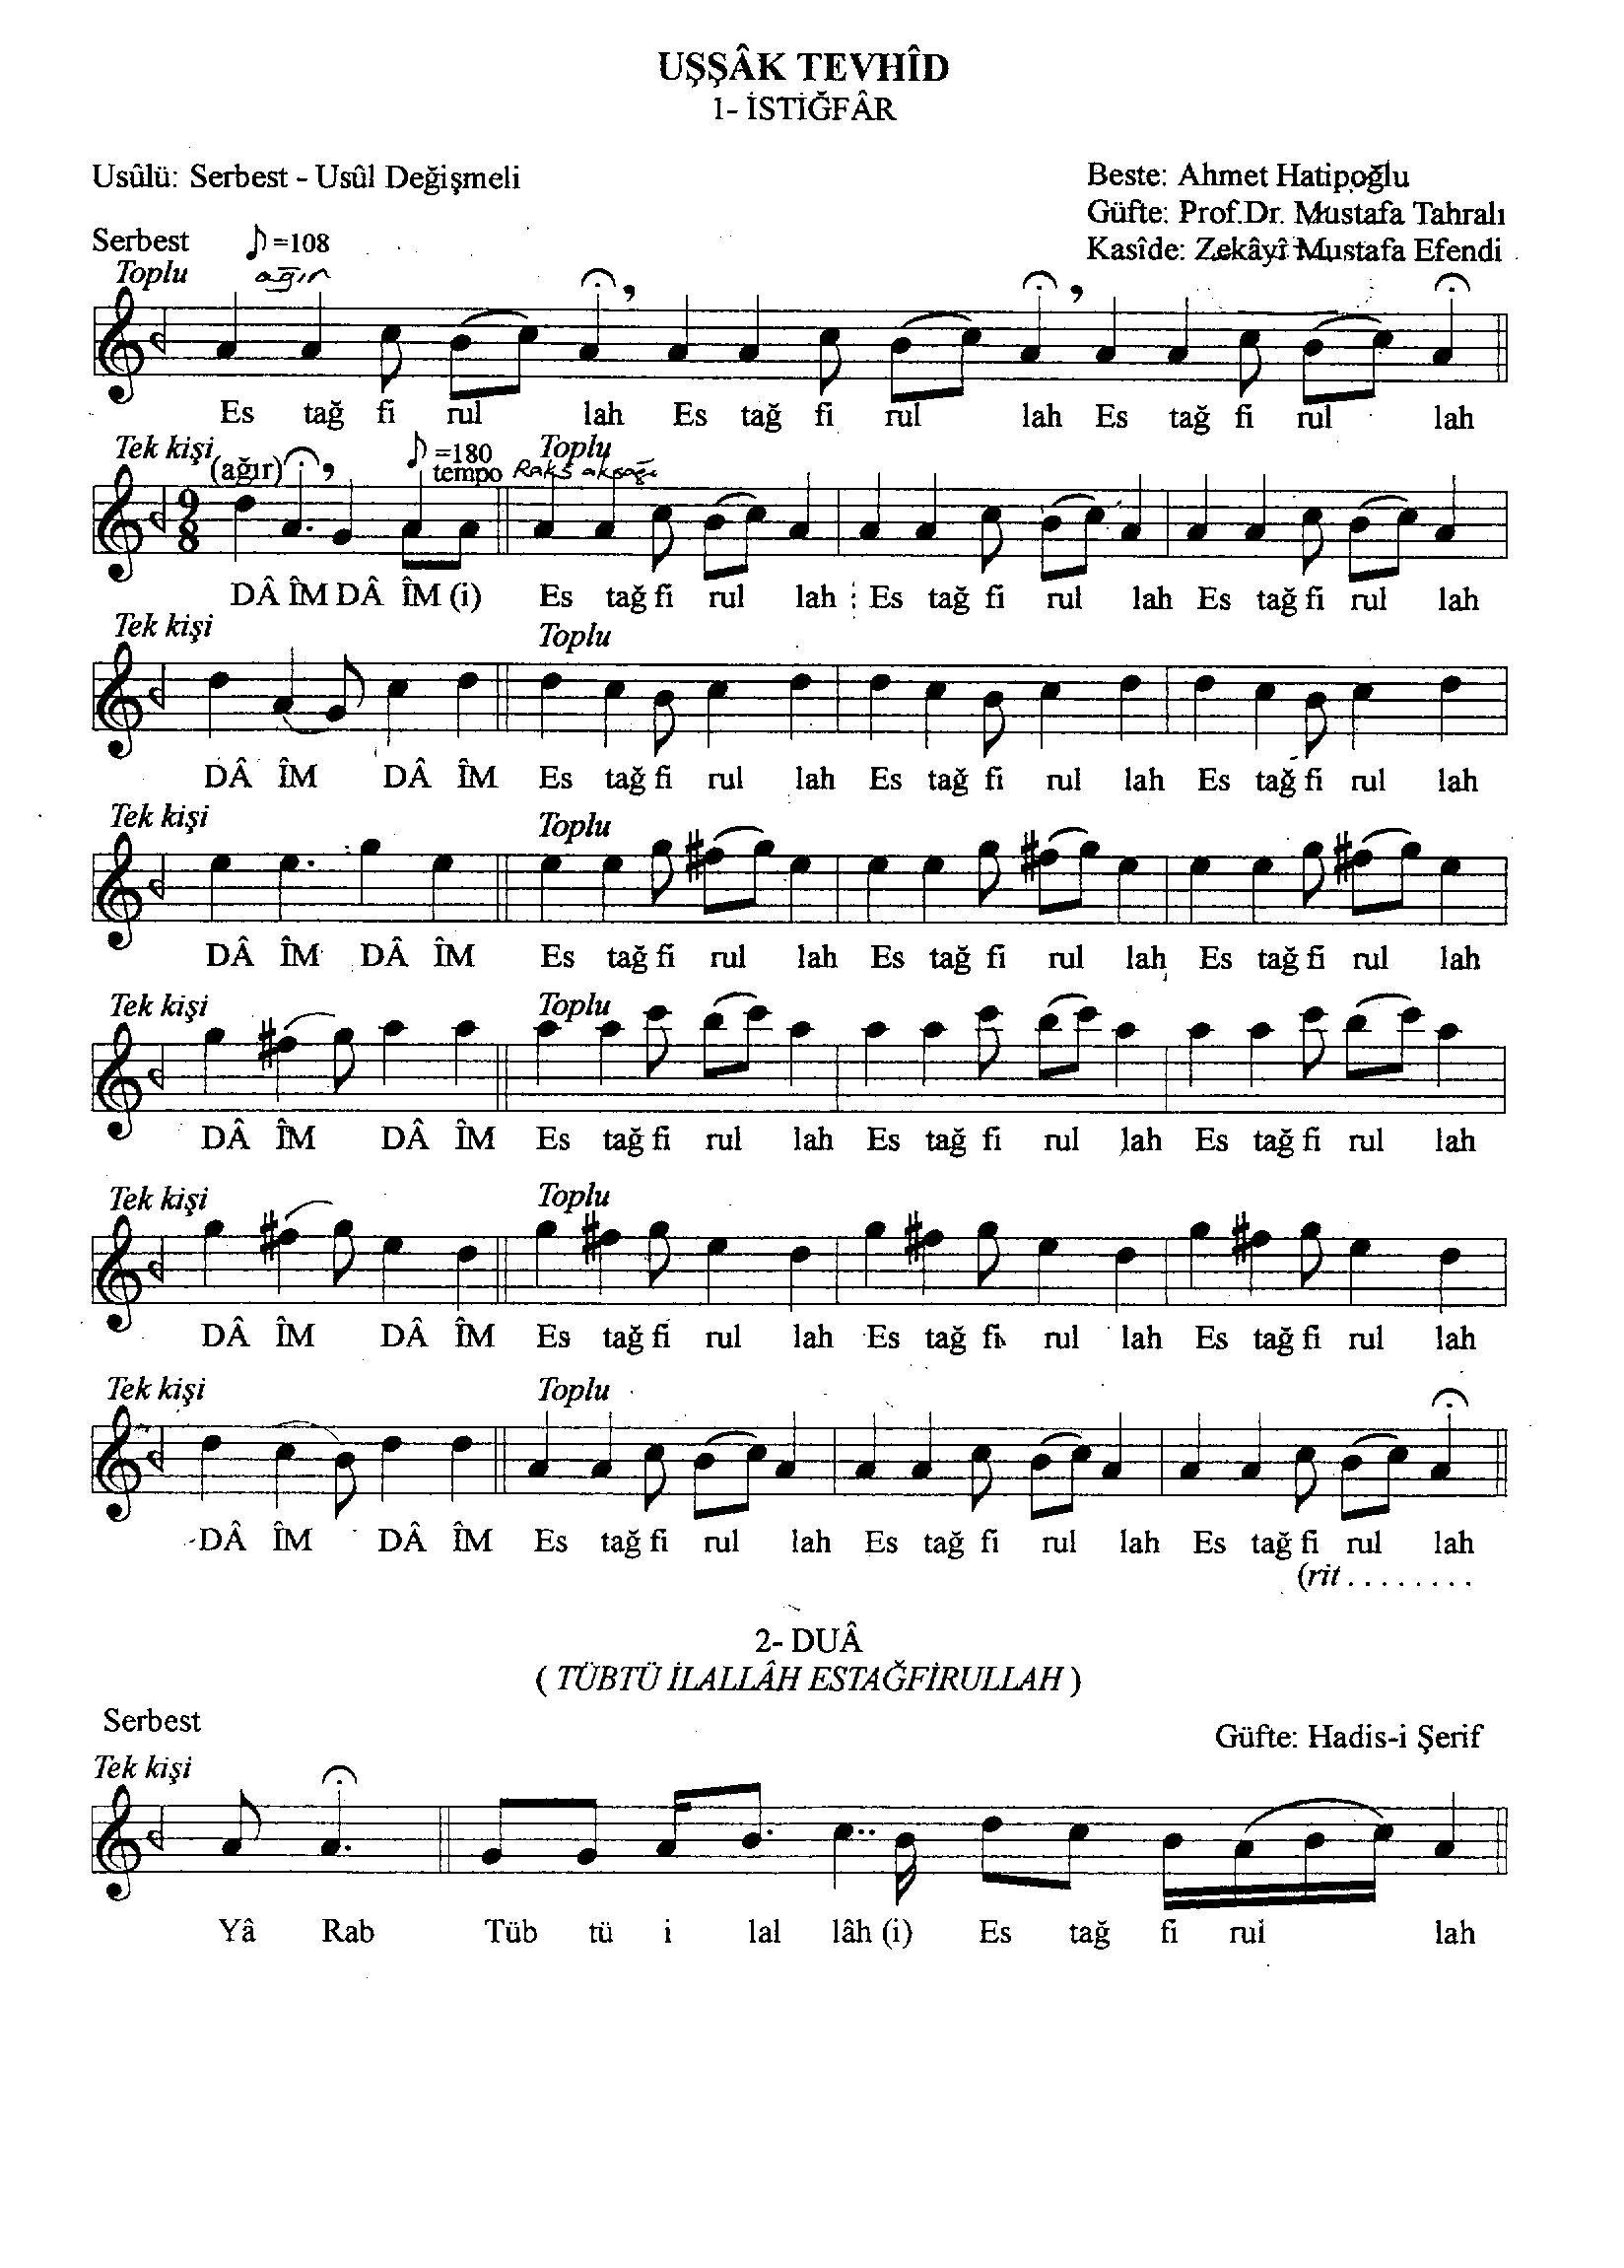 UŞŞÂK TEVHÎD
1- İSTİĞFÂR
Usûlü: Serbest - Usûl Değişmeli
Beste: Ahmet Hatipoğlu
Güfte: Prof.Dr. Mustafa Tahralı
Kasîde: Zekâyî Mustafa Efendi
Serbest ♪=108
Toplu ağır
Es tağ fi rul lah Es tağ fi rul lah Es tağ fi rul lah
Tek kişi (ağır) ♪=180 tempo Toplu Raks aksağı
9 8
DÂ ÎM DÂ ÎM (i) Es tağ fi rul lah Es tağ fi rul lah Es tağ fi rul lah
Tek kişi Toplu
DÂ ÎM DÂ ÎM Es tağ fi rul lah Es tağ fi rul lah Es tağ fi rul lah
Tek kişi Toplu
DÂ ÎM DÂ ÎM Es tağ fi rul lah Es tağ fi rul lah Es tağ fi rul lah
Tek kişi Toplu
DÂ ÎM DÂ ÎM Es tağ fi rul lah Es tağ fi rul lah Es tağ fi rul lah
Tek kişi Toplu
DÂ ÎM DÂ ÎM Es tağ fi rul lah Es tağ fi rul lah Es tağ fi rul lah
Tek kişi Toplu
DÂ ÎM DÂ ÎM Es tağ fi rul lah Es tağ fi rul lah Es tağ fi rul lah
(rit . . . . . . . .
2- DUÂ
( TÜBTÜ İLALLÂH ESTAĞFİRULLAH )
Serbest
Güfte: Hadis-i Şerif
Tek kişi
Yâ Rab Tüb tü i lal lâh (i) Es tağ fi rul lah